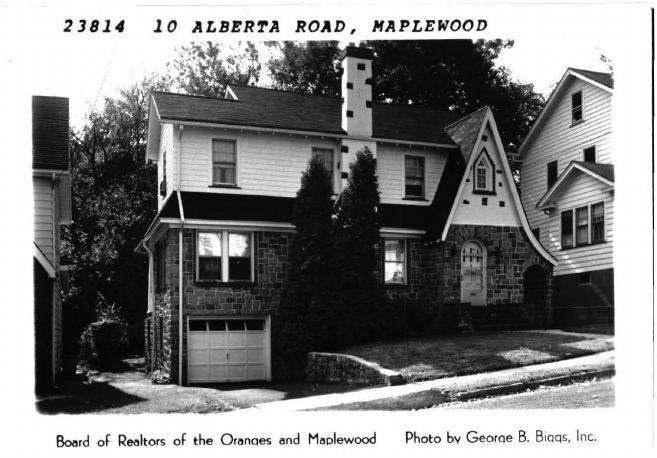 23814 10 ALBERTA ROAD, MAPLEWOOD
Board of Realtors of the Oranges and Maplewood Photo by George B. Biggs, Inc.